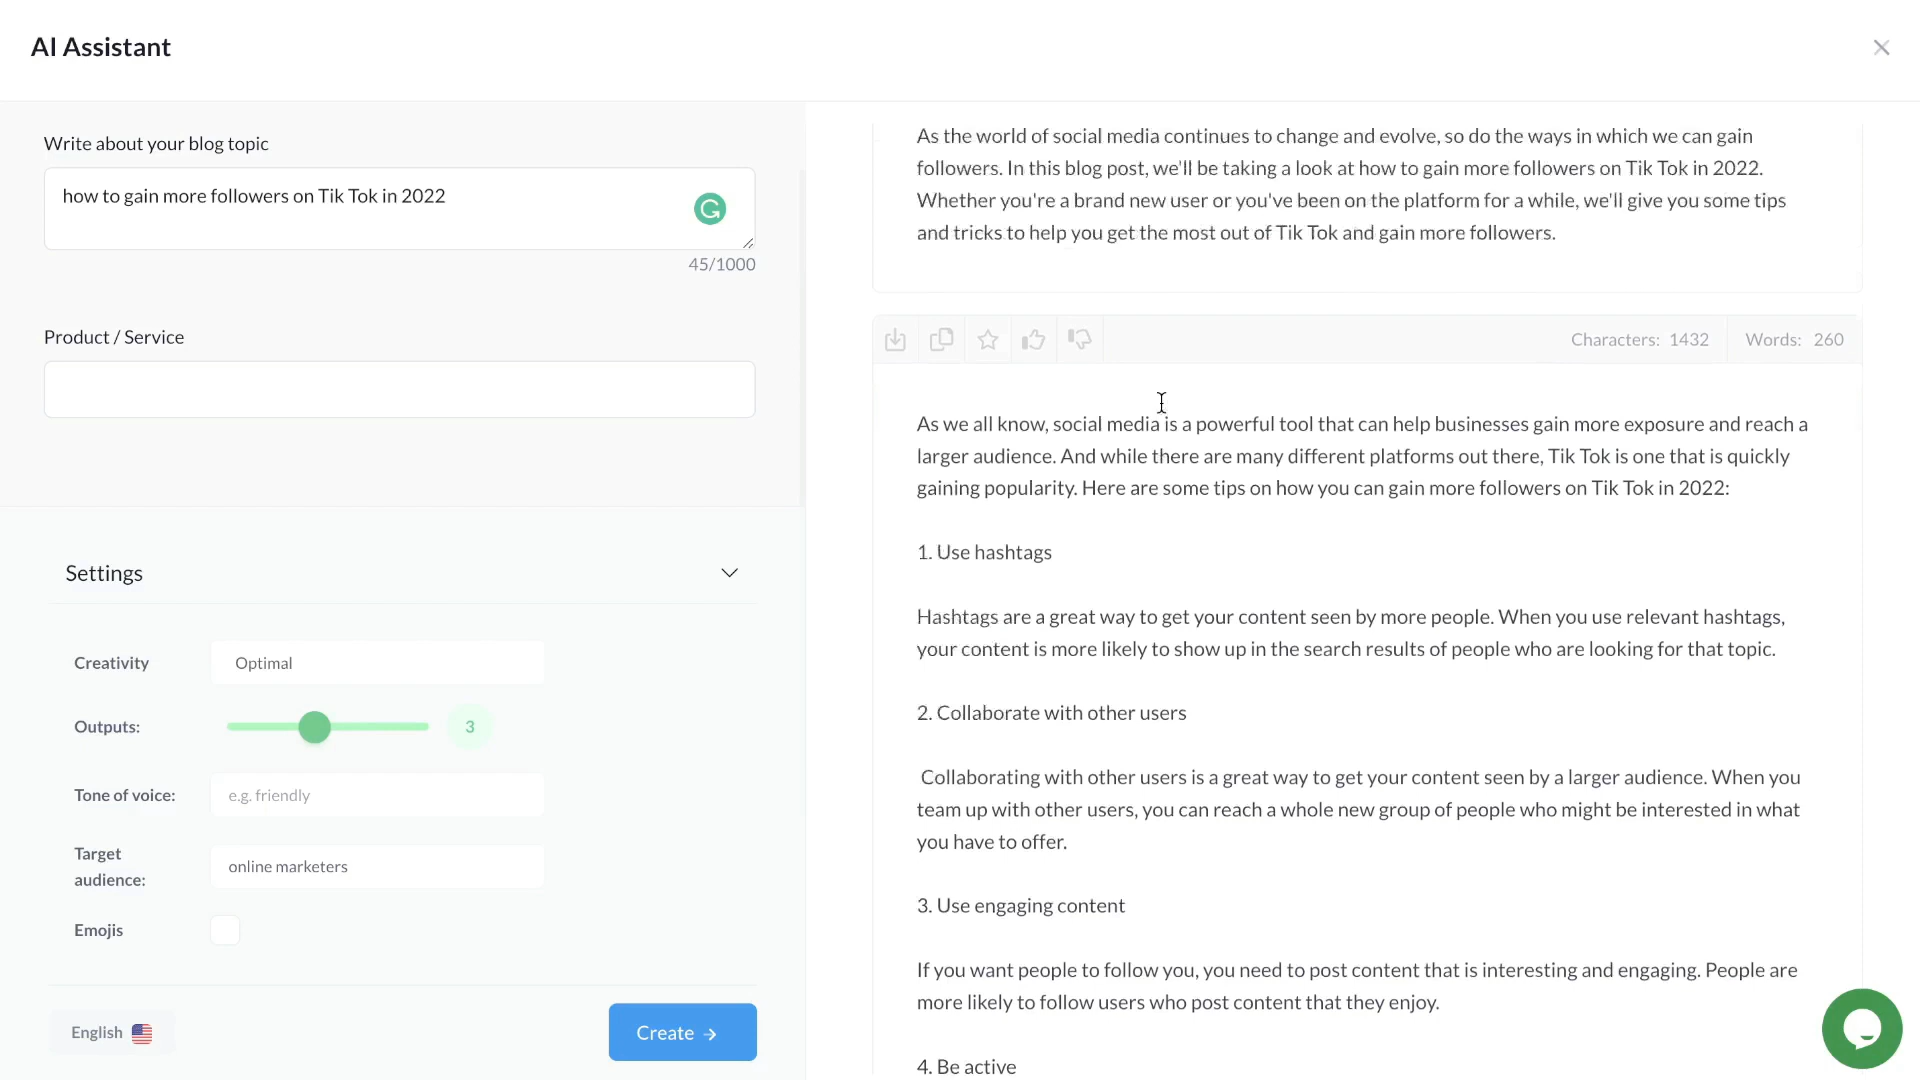 AI Assistant
Write about your blog topic
how to gain more followers on Tik Tok in 2022
45/1000
Product / Service
Settings
Creativity
Optimal
Outputs:
3
Tone of voice:
e.g. friendly
Target
audience:
online marketers
Emojis
English
Create →
As the world of social media continues to change and evolve, so do the ways in which we can gain
followers. In this blog post, we'll be taking a look at how to gain more followers on Tik Tok in 2022.
Whether you're a brand new user or you've been on the platform for a while, we'll give you some tips
and tricks to help you get the most out of Tik Tok and gain more followers.
Characters: 1432
Words: 260
As we all know, social media is a powerful tool that can help businesses gain more exposure and reach a
larger audience. And while there are many different platforms out there, Tik Tok is one that is quickly
gaining popularity. Here are some tips on how you can gain more followers on Tik Tok in 2022:
1. Use hashtags
Hashtags are a great way to get your content seen by more people. When you use relevant hashtags,
your content is more likely to show up in the search results of people who are looking for that topic.
2. Collaborate with other users
Collaborating with other users is a great way to get your content seen by a larger audience. When you
team up with other users, you can reach a whole new group of people who might be interested in what
you have to offer.
3. Use engaging content
If you want people to follow you, you need to post content that is interesting and engaging. People are
more likely to follow users who post content that they enjoy.
4. Be active